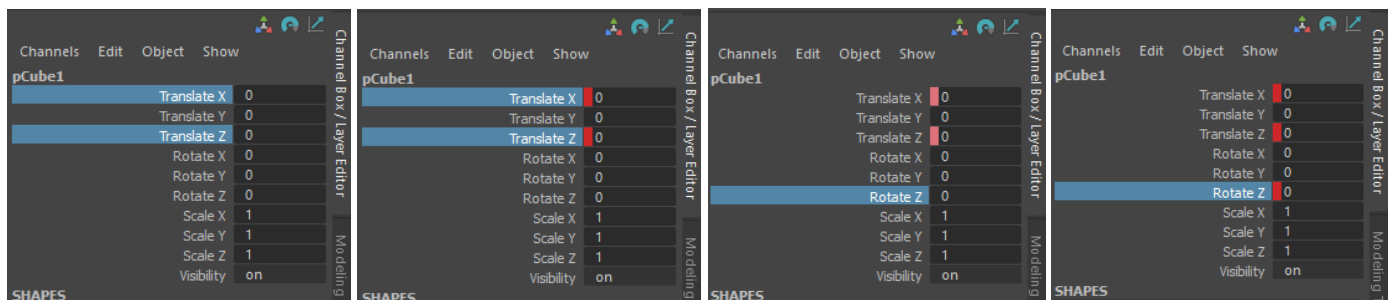 Channels Edit Object Show
pCube1
Translate X 0
Translate Y 0
Translate Z 0
Rotate X 0
Rotate Y 0
Rotate Z 0
Scale X 1
Scale Y 1
Scale Z 1
Visibility on
SHAPES
Channel Box / Layer Editor
Modeling
Channels Edit Object Show
pCube1
Translate X 0
Translate Y 0
Translate Z 0
Rotate X 0
Rotate Y 0
Rotate Z 0
Scale X 1
Scale Y 1
Scale Z 1
Visibility on
SHAPES
Channel Box / Layer Editor
Modeling
Channels Edit Object Show
pCube1
Translate X 0
Translate Y 0
Translate Z 0
Rotate X 0
Rotate Y 0
Rotate Z 0
Scale X 1
Scale Y 1
Scale Z 1
Visibility on
SHAPES
Channel Box / Layer Editor
Modeling
Channels Edit Object Show
pCube1
Translate X 0
Translate Y 0
Translate Z 0
Rotate X 0
Rotate Y 0
Rotate Z 0
Scale X 1
Scale Y 1
Scale Z 1
Visibility on
SHAPES
Channel Box / Layer Editor
Modeling